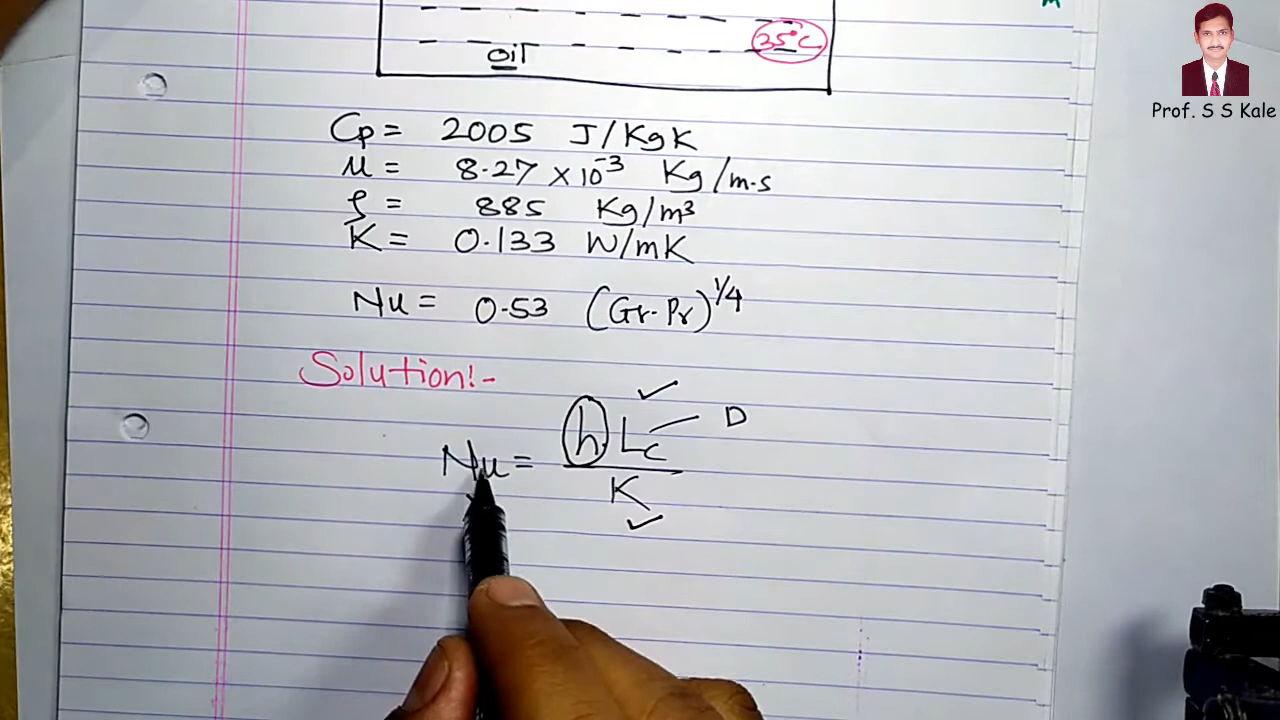 35°C
Oil
Prof. S S Kale
Cp = 2005 J/KgK
μ = 8.27 × 10⁻³ Kg/m·s
ρ = 885 Kg/m³
K = 0.133 W/mK
Nu = 0.53 (Gr·Pr)^1/4
Solution:-
Nu = h Lc / K
D